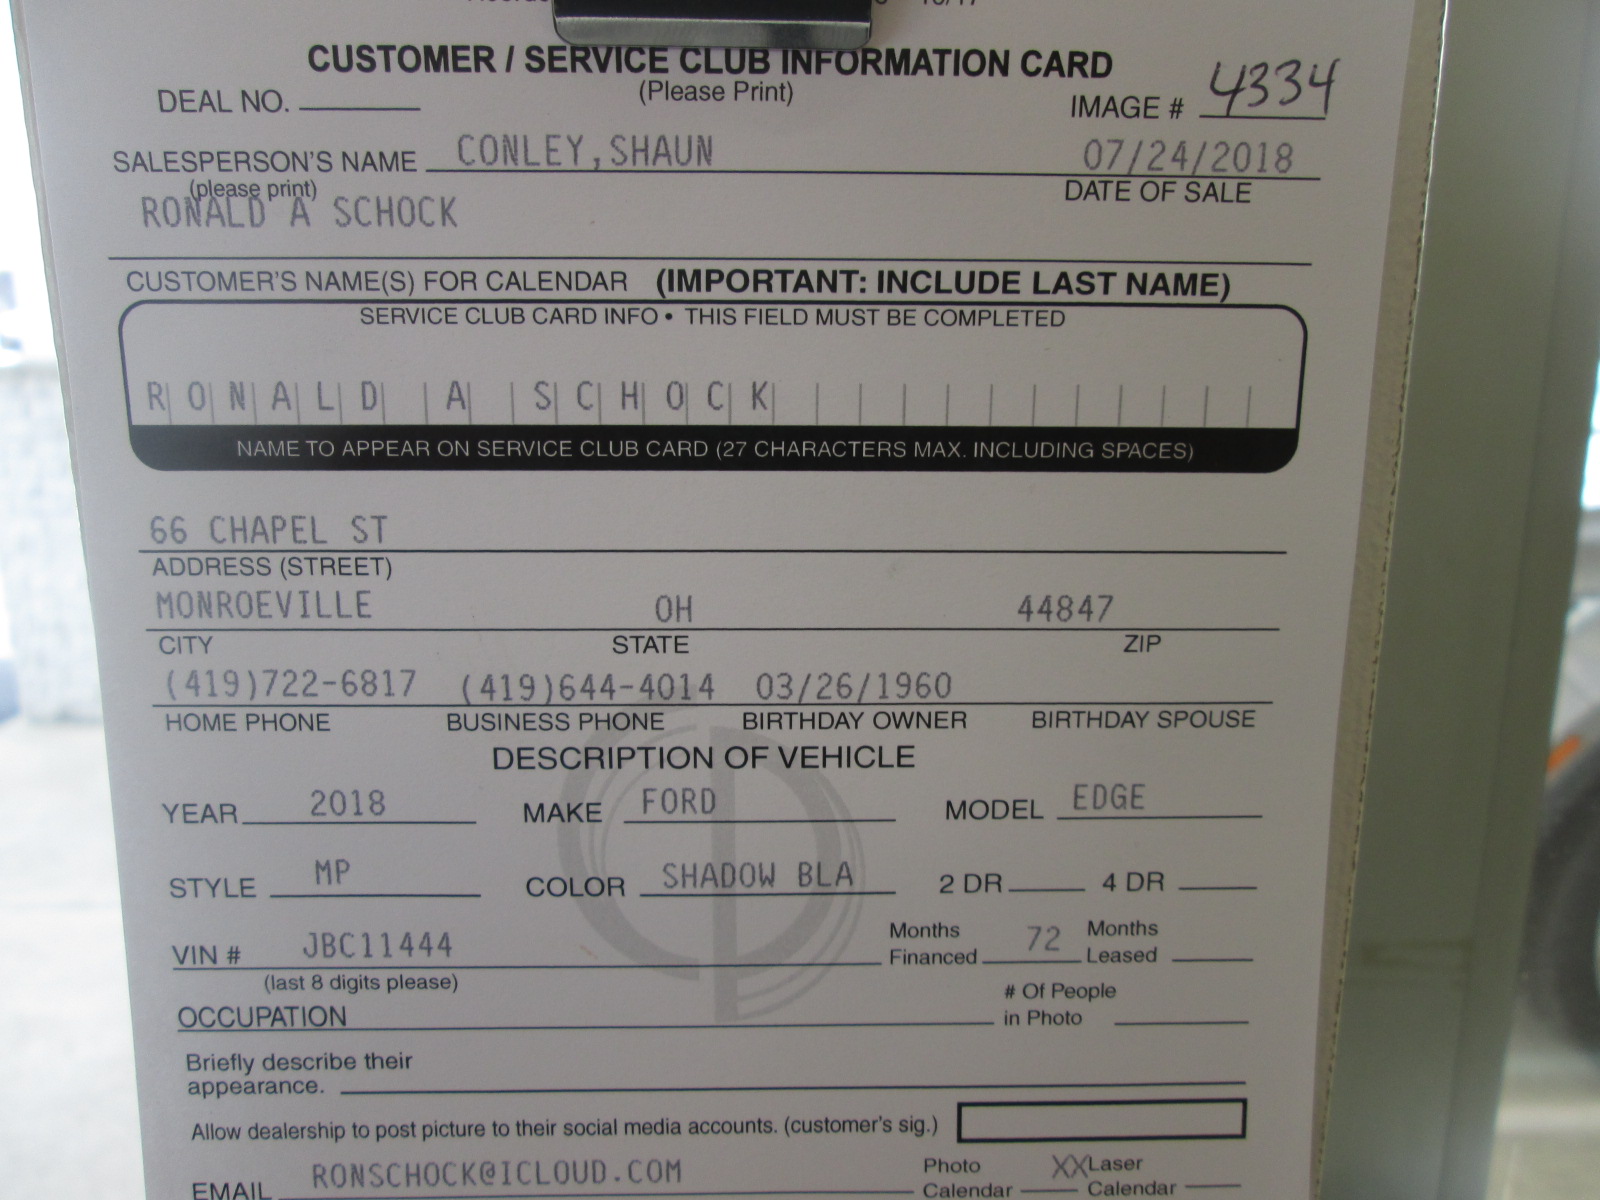 CUSTOMER / SERVICE CLUB INFORMATION CARD
(Please Print)
DEAL NO.
IMAGE # 4334
SALESPERSON'S NAME CONLEY,SHAUN 07/24/2018
(please print) DATE OF SALE
RONALD A SCHOCK
CUSTOMER'S NAME(S) FOR CALENDAR (IMPORTANT: INCLUDE LAST NAME)
SERVICE CLUB CARD INFO • THIS FIELD MUST BE COMPLETED
RONALD A SCHOCK
NAME TO APPEAR ON SERVICE CLUB CARD (27 CHARACTERS MAX. INCLUDING SPACES)
66 CHAPEL ST
ADDRESS (STREET)
MONROEVILLE OH 44847
CITY STATE ZIP
(419)722-6817 (419)644-4014 03/26/1960
HOME PHONE BUSINESS PHONE BIRTHDAY OWNER BIRTHDAY SPOUSE
DESCRIPTION OF VEHICLE
YEAR 2018 MAKE FORD MODEL EDGE
STYLE MP COLOR SHADOW BLA 2 DR 4 DR
VIN # JBC11444 Months Financed 72 Months Leased
(last 8 digits please)
OCCUPATION # Of People in Photo
Briefly describe their
appearance.
Allow dealership to post picture to their social media accounts. (customer's sig.)
EMAIL RONSCHOCK@ICLOUD.COM Photo Calendar XX Laser Calendar